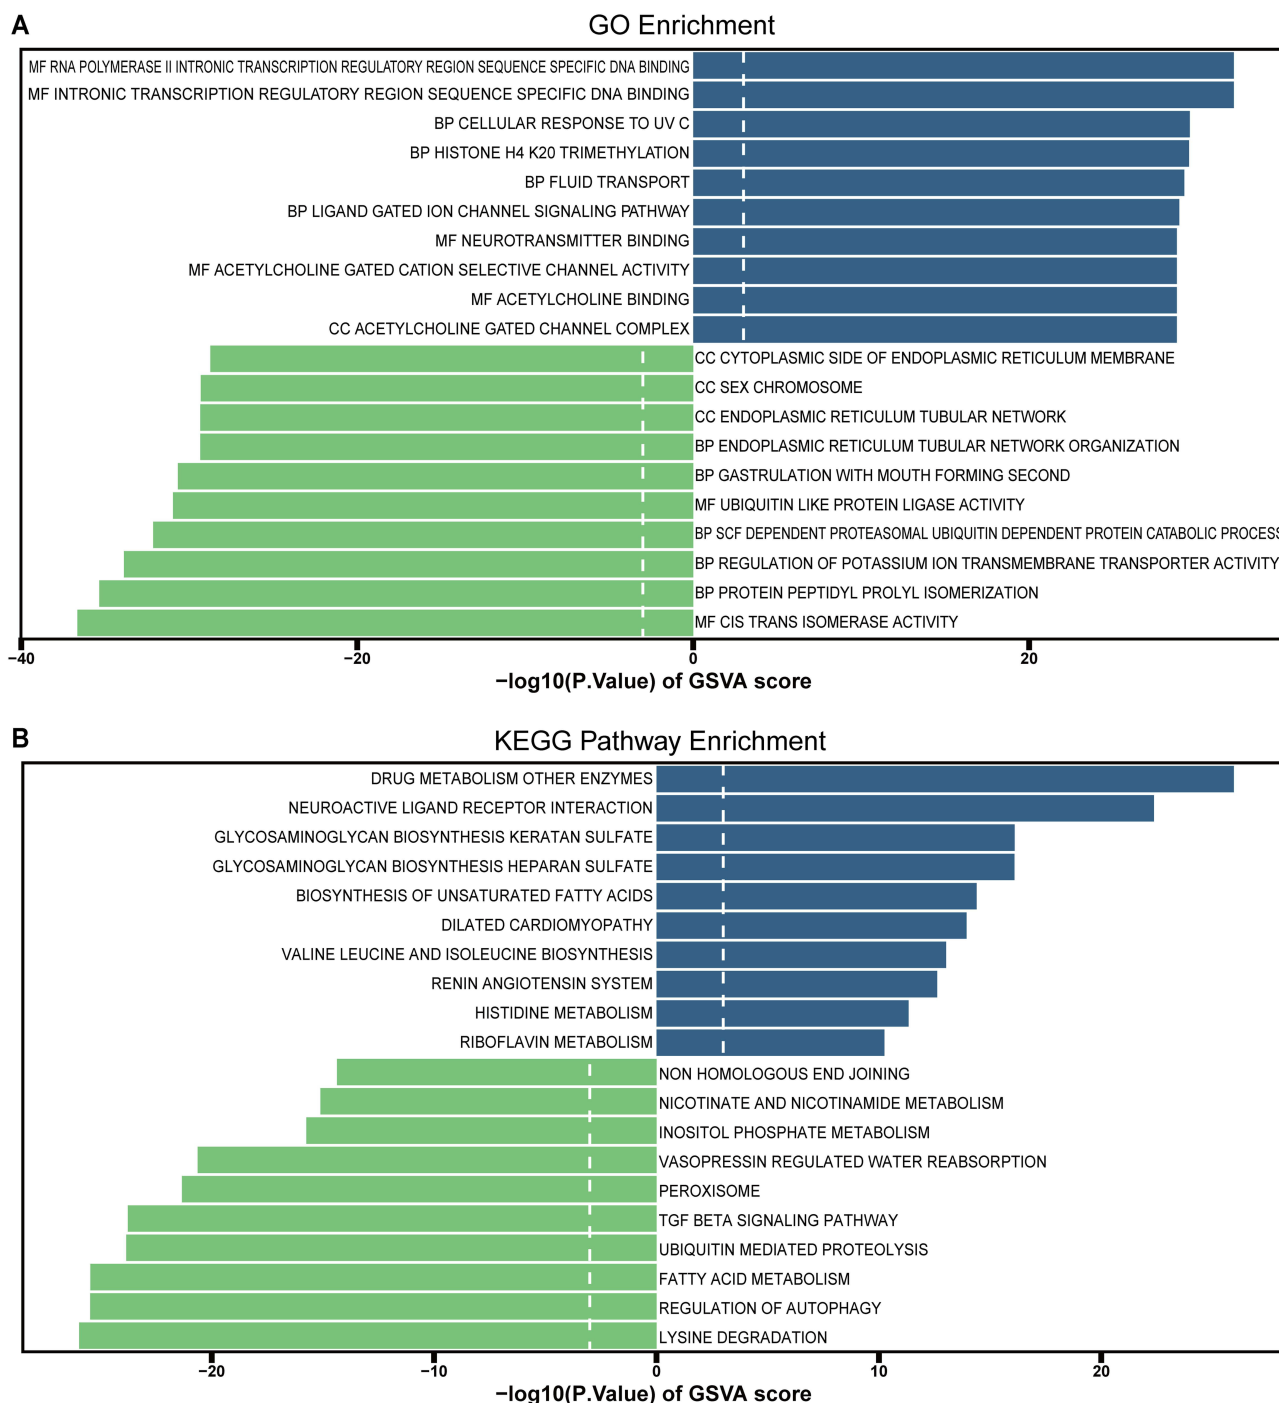 A
GO Enrichment
MF RNA POLYMERASE II INTRONIC TRANSCRIPTION REGULATORY REGION SEQUENCE SPECIFIC DNA BINDING
MF INTRONIC TRANSCRIPTION REGULATORY REGION SEQUENCE SPECIFIC DNA BINDING
BP CELLULAR RESPONSE TO UV C
BP HISTONE H4 K20 TRIMETHYLATION
BP FLUID TRANSPORT
BP LIGAND GATED ION CHANNEL SIGNALING PATHWAY
MF NEUROTRANSMITTER BINDING
MF ACETYLCHOLINE GATED CATION SELECTIVE CHANNEL ACTIVITY
MF ACETYLCHOLINE BINDING
CC ACETYLCHOLINE GATED CHANNEL COMPLEX
CC CYTOPLASMIC SIDE OF ENDOPLASMIC RETICULUM MEMBRANE
CC SEX CHROMOSOME
CC ENDOPLASMIC RETICULUM TUBULAR NETWORK
BP ENDOPLASMIC RETICULUM TUBULAR NETWORK ORGANIZATION
BP GASTRULATION WITH MOUTH FORMING SECOND
MF UBIQUITIN LIKE PROTEIN LIGASE ACTIVITY
BP SCF DEPENDENT PROTEASOMAL UBIQUITIN DEPENDENT PROTEIN CATABOLIC PROCESS
BP REGULATION OF POTASSIUM ION TRANSMEMBRANE TRANSPORTER ACTIVITY
BP PROTEIN PEPTIDYL PROLYL ISOMERIZATION
MF CIS TRANS ISOMERASE ACTIVITY
−40 −20 0 20
−log10(P.Value) of GSVA score
B
KEGG Pathway Enrichment
DRUG METABOLISM OTHER ENZYMES
NEUROACTIVE LIGAND RECEPTOR INTERACTION
GLYCOSAMINOGLYCAN BIOSYNTHESIS KERATAN SULFATE
GLYCOSAMINOGLYCAN BIOSYNTHESIS HEPARAN SULFATE
BIOSYNTHESIS OF UNSATURATED FATTY ACIDS
DILATED CARDIOMYOPATHY
VALINE LEUCINE AND ISOLEUCINE BIOSYNTHESIS
RENIN ANGIOTENSIN SYSTEM
HISTIDINE METABOLISM
RIBOFLAVIN METABOLISM
NON HOMOLOGOUS END JOINING
NICOTINATE AND NICOTINAMIDE METABOLISM
INOSITOL PHOSPHATE METABOLISM
VASOPRESSIN REGULATED WATER REABSORPTION
PEROXISOME
TGF BETA SIGNALING PATHWAY
UBIQUITIN MEDIATED PROTEOLYSIS
FATTY ACID METABOLISM
REGULATION OF AUTOPHAGY
LYSINE DEGRADATION
−20 −10 0 10 20
−log10(P.Value) of GSVA score